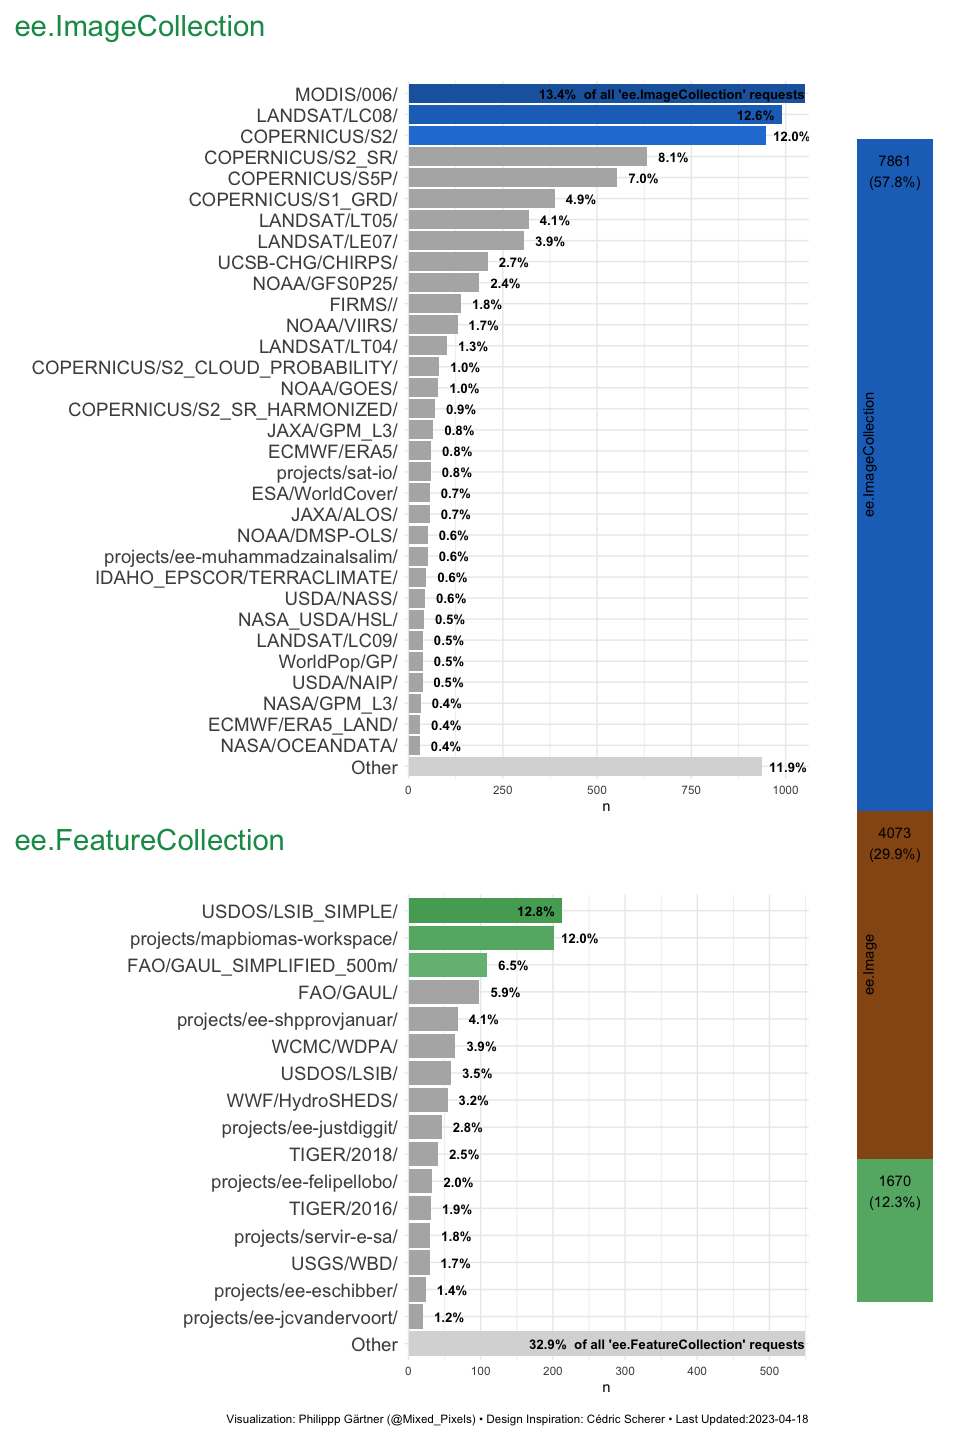 ee.ImageCollection
MODIS/006/ 13.4% of all 'ee.ImageCollection' requests
LANDSAT/LC08/ 12.6%
COPERNICUS/S2/ 12.0%
COPERNICUS/S2_SR/ 8.1%
COPERNICUS/S5P/ 7.0%
COPERNICUS/S1_GRD/ 4.9%
LANDSAT/LT05/ 4.1%
LANDSAT/LE07/ 3.9%
UCSB-CHG/CHIRPS/ 2.7%
NOAA/GFS0P25/ 2.4%
FIRMS// 1.8%
NOAA/VIIRS/ 1.7%
LANDSAT/LT04/ 1.3%
COPERNICUS/S2_CLOUD_PROBABILITY/ 1.0%
NOAA/GOES/ 1.0%
COPERNICUS/S2_SR_HARMONIZED/ 0.9%
JAXA/GPM_L3/ 0.8%
ECMWF/ERA5/ 0.8%
projects/sat-io/ 0.8%
ESA/WorldCover/ 0.7%
JAXA/ALOS/ 0.7%
NOAA/DMSP-OLS/ 0.6%
projects/ee-muhammadzainalsalim/ 0.6%
IDAHO_EPSCOR/TERRACLIMATE/ 0.6%
USDA/NASS/ 0.6%
NASA_USDA/HSL/ 0.5%
LANDSAT/LC09/ 0.5%
WorldPop/GP/ 0.5%
USDA/NAIP/ 0.5%
NASA/GPM_L3/ 0.4%
ECMWF/ERA5_LAND/ 0.4%
NASA/OCEANDATA/ 0.4%
Other 11.9%
0 250 500 750 1000
n
ee.FeatureCollection
USDOS/LSIB_SIMPLE/ 12.8%
projects/mapbiomas-workspace/ 12.0%
FAO/GAUL_SIMPLIFIED_500m/ 6.5%
FAO/GAUL/ 5.9%
projects/ee-shpprovjanuar/ 4.1%
WCMC/WDPA/ 3.9%
USDOS/LSIB/ 3.5%
WWF/HydroSHEDS/ 3.2%
projects/ee-justdiggit/ 2.8%
TIGER/2018/ 2.5%
projects/ee-felipellobo/ 2.0%
TIGER/2016/ 1.9%
projects/servir-e-sa/ 1.8%
USGS/WBD/ 1.7%
projects/ee-eschibber/ 1.4%
projects/ee-jcvandervoort/ 1.2%
Other 32.9% of all 'ee.FeatureCollection' requests
0 100 200 300 400 500
n
7861
(57.8%)
ee.ImageCollection
4073
(29.9%)
ee.Image
1670
(12.3%)
Visualization: Philippp Gärtner (@Mixed_Pixels) • Design Inspiration: Cédric Scherer • Last Updated:2023-04-18